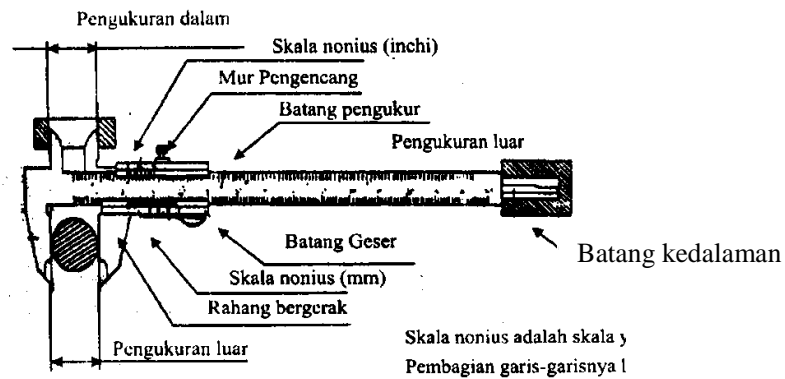 Pengukuran dalam
Skala nonius (inchi)
Mur Pengencang
Batang pengukur
Pengukuran luar
Batang Geser
Batang kedalaman
Skala nonius (mm)
Rahang bergerak
Pengukuran luar
Skala nonius adalah skala y
Pembagian garis-garisnya l